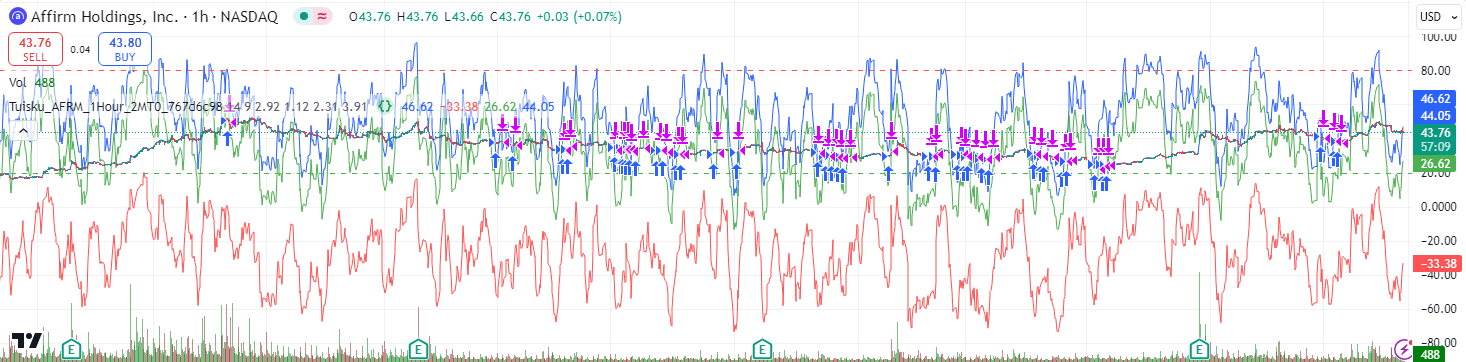 Affirm Holdings, Inc. · 1h · NASDAQ O43.76 H43.76 L43.66 C43.76 +0.03 (+0.07%)
USD
43.76 SELL 0.04 43.80 BUY
Vol 488
Tuisku_AFRM_1Hour_2MT0_767d6c98 14 9 2.92 1.12 2.31 3.91 46.62 −33.38 26.62 44.05
100.00
80.00
46.62
44.05
43.76
57:09
26.62
20.00
0.0000
−20.00
−33.38
−40.00
−60.00
−80.00
488
E E E E